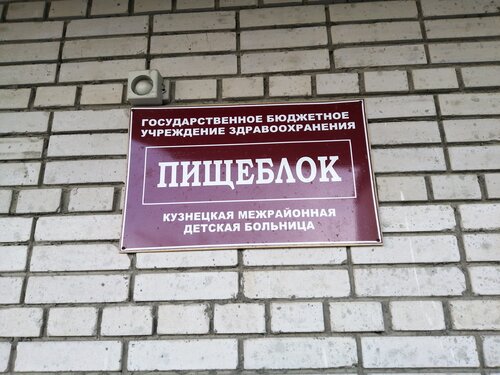 ГОСУДАРСТВЕННОЕ БЮДЖЕТНОЕ
УЧРЕЖДЕНИЕ ЗДРАВООХРАНЕНИЯ
ПИЩЕБЛОК
КУЗНЕЦКАЯ МЕЖРАЙОННАЯ
ДЕТСКАЯ БОЛЬНИЦА